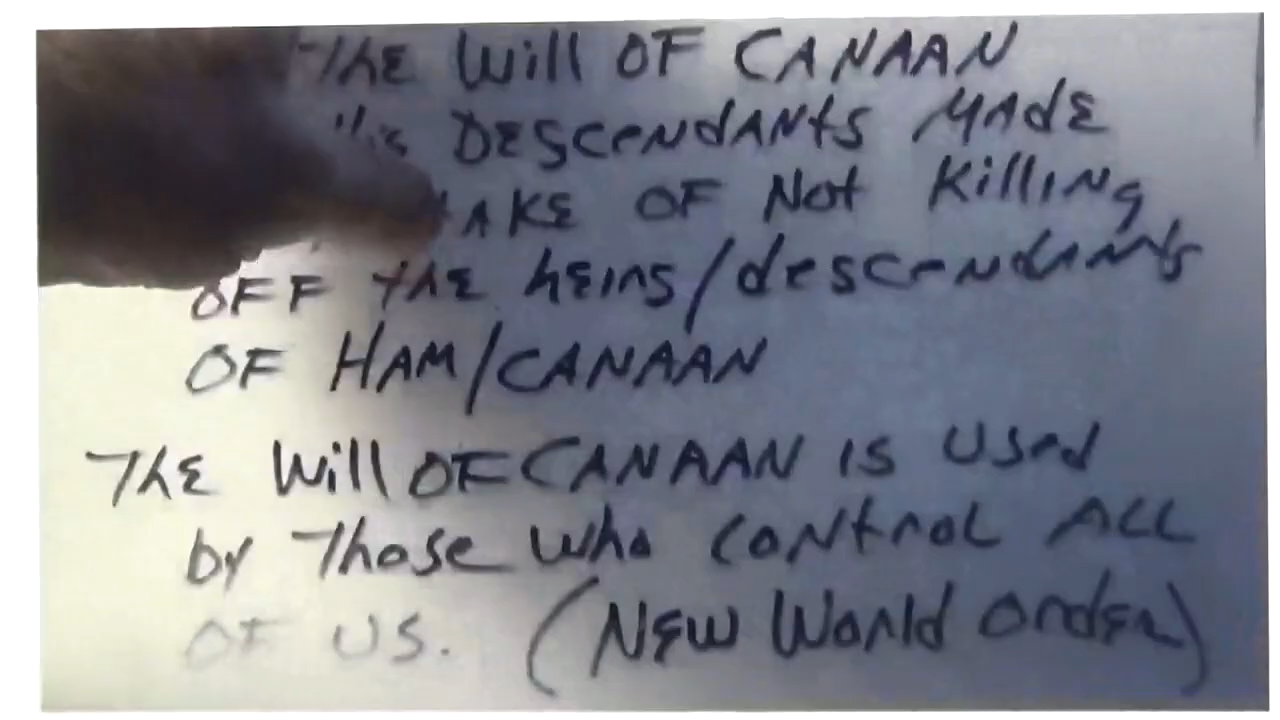 The Will OF CANAAN
His DESCENDANTS MADE
OF Not Killing
OFF thE hEirs/descendants
OF HAM/CANAAN
ThE Will OF CANAAN is Used
by Those Who CONtroL ALL
OF US. (NEW World OrdEr)